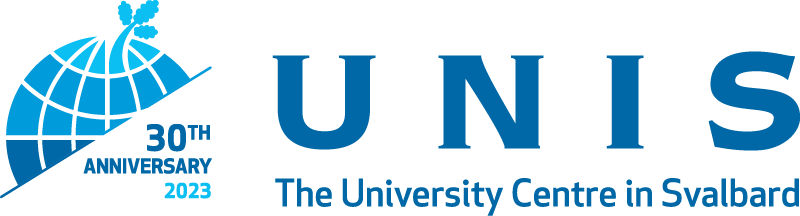 30TH
ANNIVERSARY
2023
UNIS
The University Centre in Svalbard